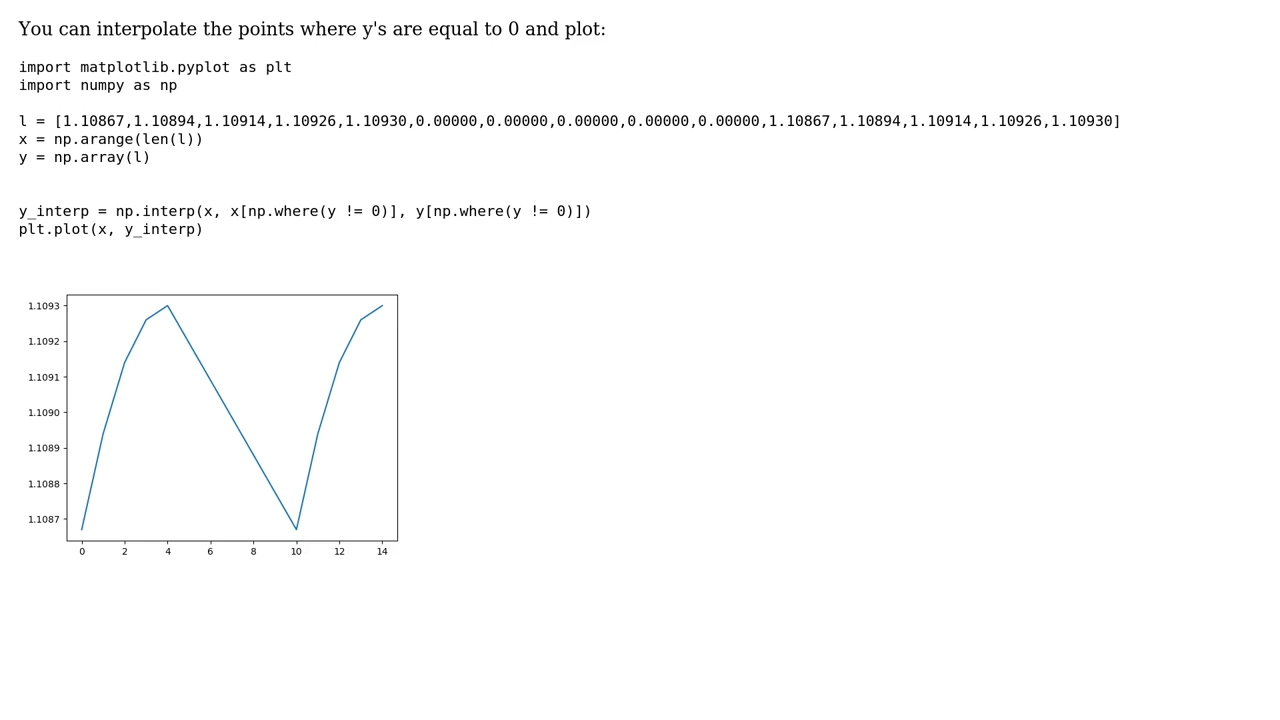 You can interpolate the points where y's are equal to 0 and plot:
import matplotlib.pyplot as plt
import numpy as np
l = [1.10867,1.10894,1.10914,1.10926,1.10930,0.00000,0.00000,0.00000,0.00000,0.00000,1.10867,1.10894,1.10914,1.10926,1.10930]
x = np.arange(len(l))
y = np.array(l)
y_interp = np.interp(x, x[np.where(y != 0)], y[np.where(y != 0)])
plt.plot(x, y_interp)
1.1093
1.1092
1.1091
1.1090
1.1089
1.1088
1.1087
0 2 4 6 8 10 12 14